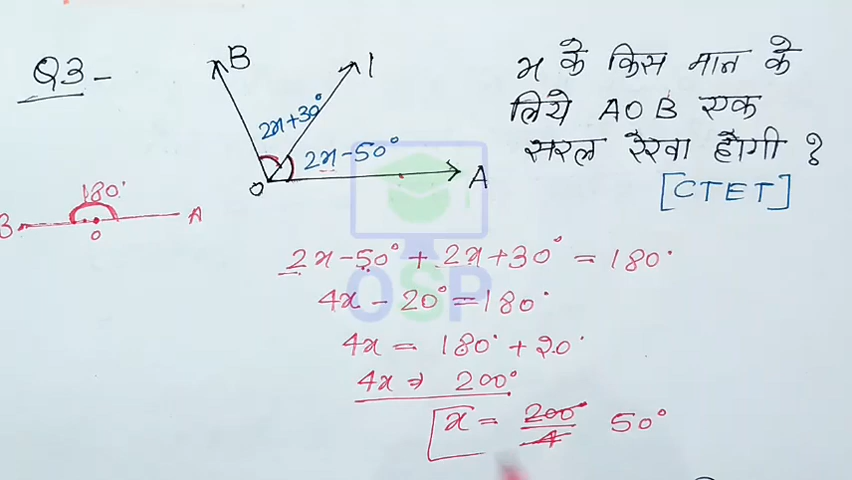 Q3 -
B
1
2x+30°
2x-50°
A
O
x के किस मान के
लिये AOB एक
सरल रेखा होगी ?
[CTET]
180°
B
O
A
OSP
2x-50° + 2x+30° = 180°
4x - 20° = 180°
4x = 180° + 20°
4x ⇒ 200°
x = 200°/4 50°